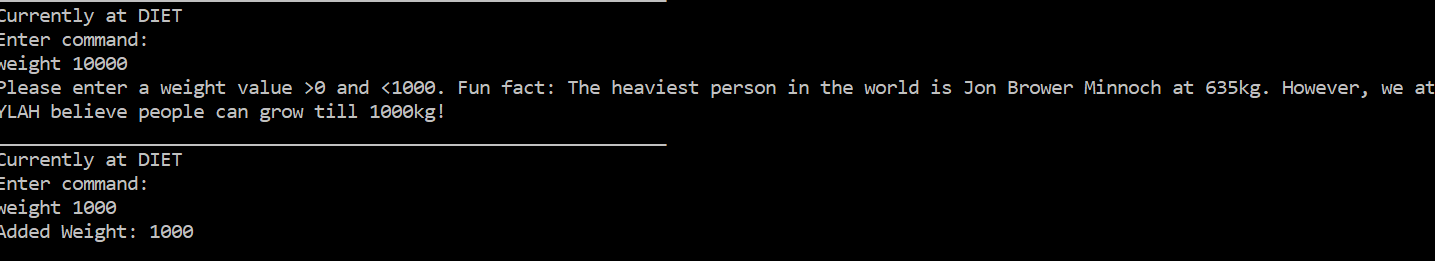 Currently at DIET
Enter command:
weight 10000
Please enter a weight value >0 and <1000. Fun fact: The heaviest person in the world is Jon Brower Minnoch at 635kg. However, we at
YLAH believe people can grow till 1000kg!
Currently at DIET
Enter command:
weight 1000
Added Weight: 1000